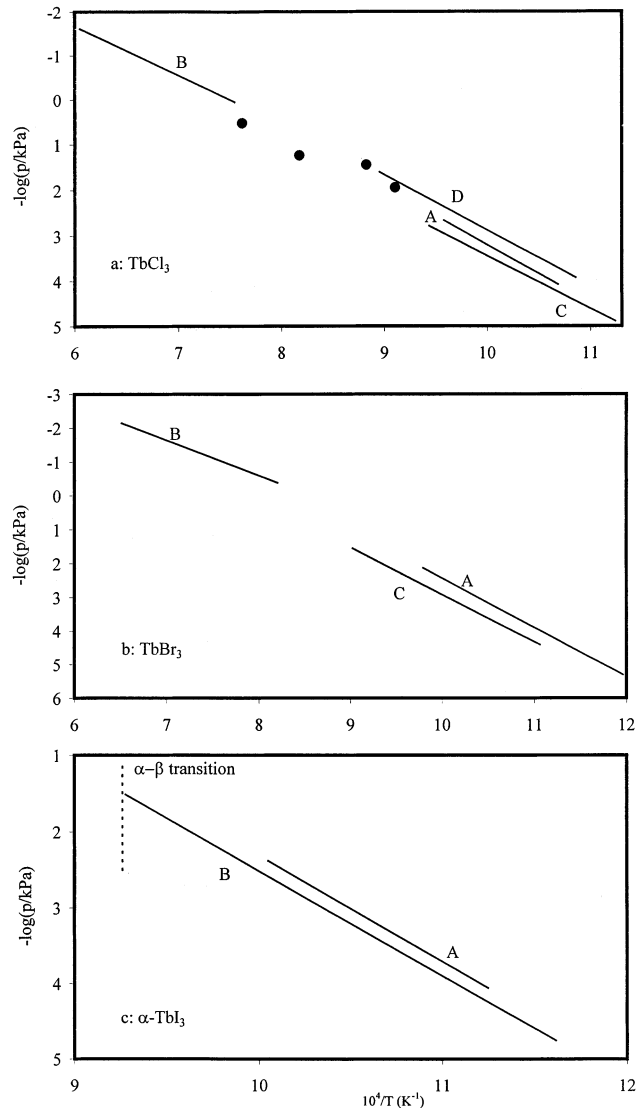 -2
-1
0
1
2
3
4
5
-log(p/kPa)
B
D
A
C
a: TbCl₃
6 7 8 9 10 11
-3
-2
-1
0
1
2
3
4
5
6
-log(p/kPa)
B
A
C
b: TbBr₃
6 7 8 9 10 11 12
1
2
3
4
5
-log(p/kPa)
α−β transition
B
A
c: α-TbI₃
9 10 11 12
10⁴/T (K⁻¹)